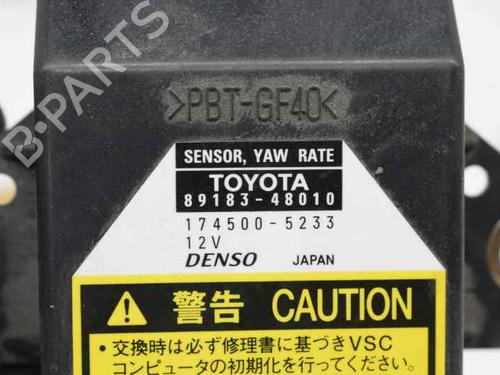 B-PARTS
>PBT-GF40<
SENSOR, YAW RATE
TOYOTA
89183-48010
174500-5233
12V
DENSO JAPAN
警告 CAUTION
•交換時は必ず修理書に基づきVSC
コンピュータの初期化を行ってください。